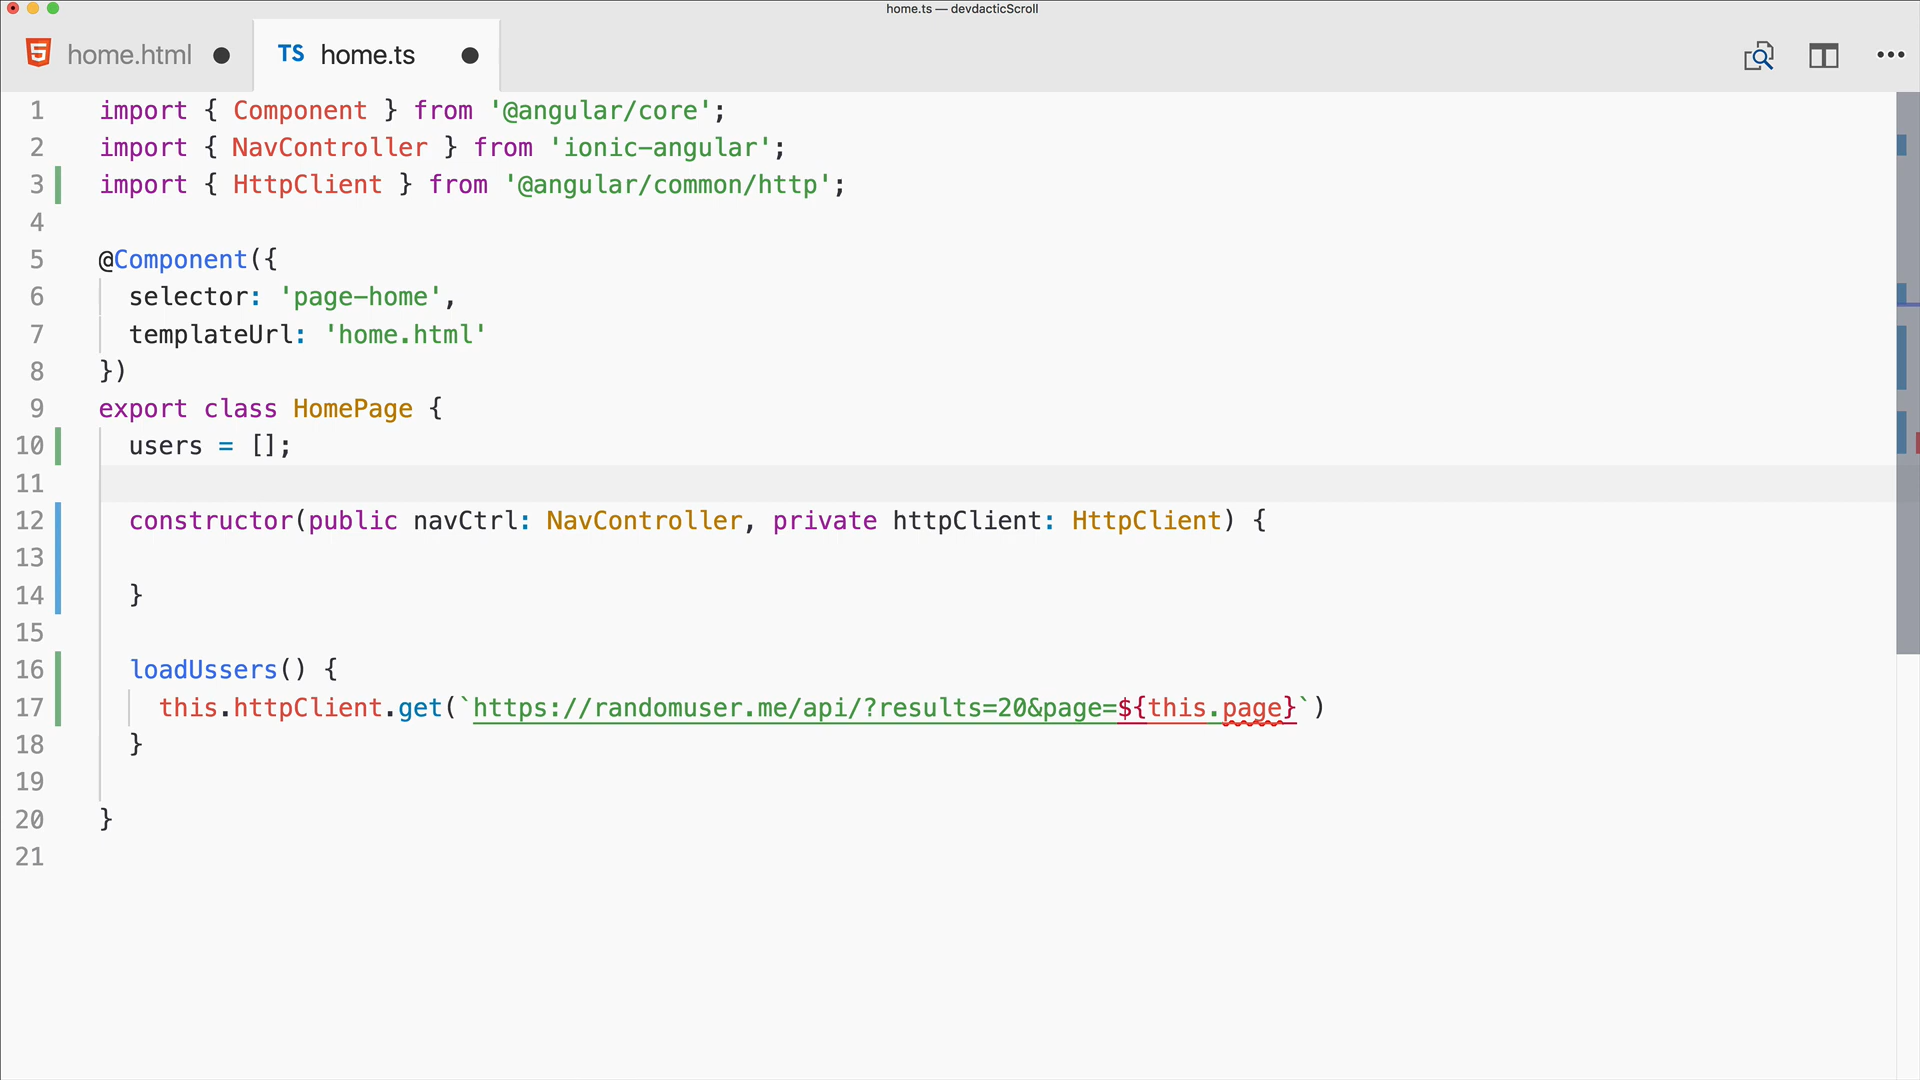 home.ts — devdacticScroll
home.html TS home.ts
1 import { Component } from '@angular/core';
2 import { NavController } from 'ionic-angular';
3 import { HttpClient } from '@angular/common/http';
4
5 @Component({
6 selector: 'page-home',
7 templateUrl: 'home.html'
8 })
9 export class HomePage {
10 users = [];
11
12 constructor(public navCtrl: NavController, private httpClient: HttpClient) {
13
14 }
15
16 loadUssers() {
17 this.httpClient.get(`https://randomuser.me/api/?results=20&page=${this.page}`)
18 }
19
20 }
21